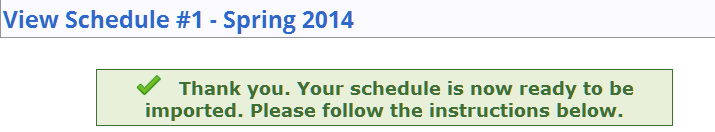 View Schedule #1 - Spring 2014
Thank you. Your schedule is now ready to be
imported. Please follow the instructions below.